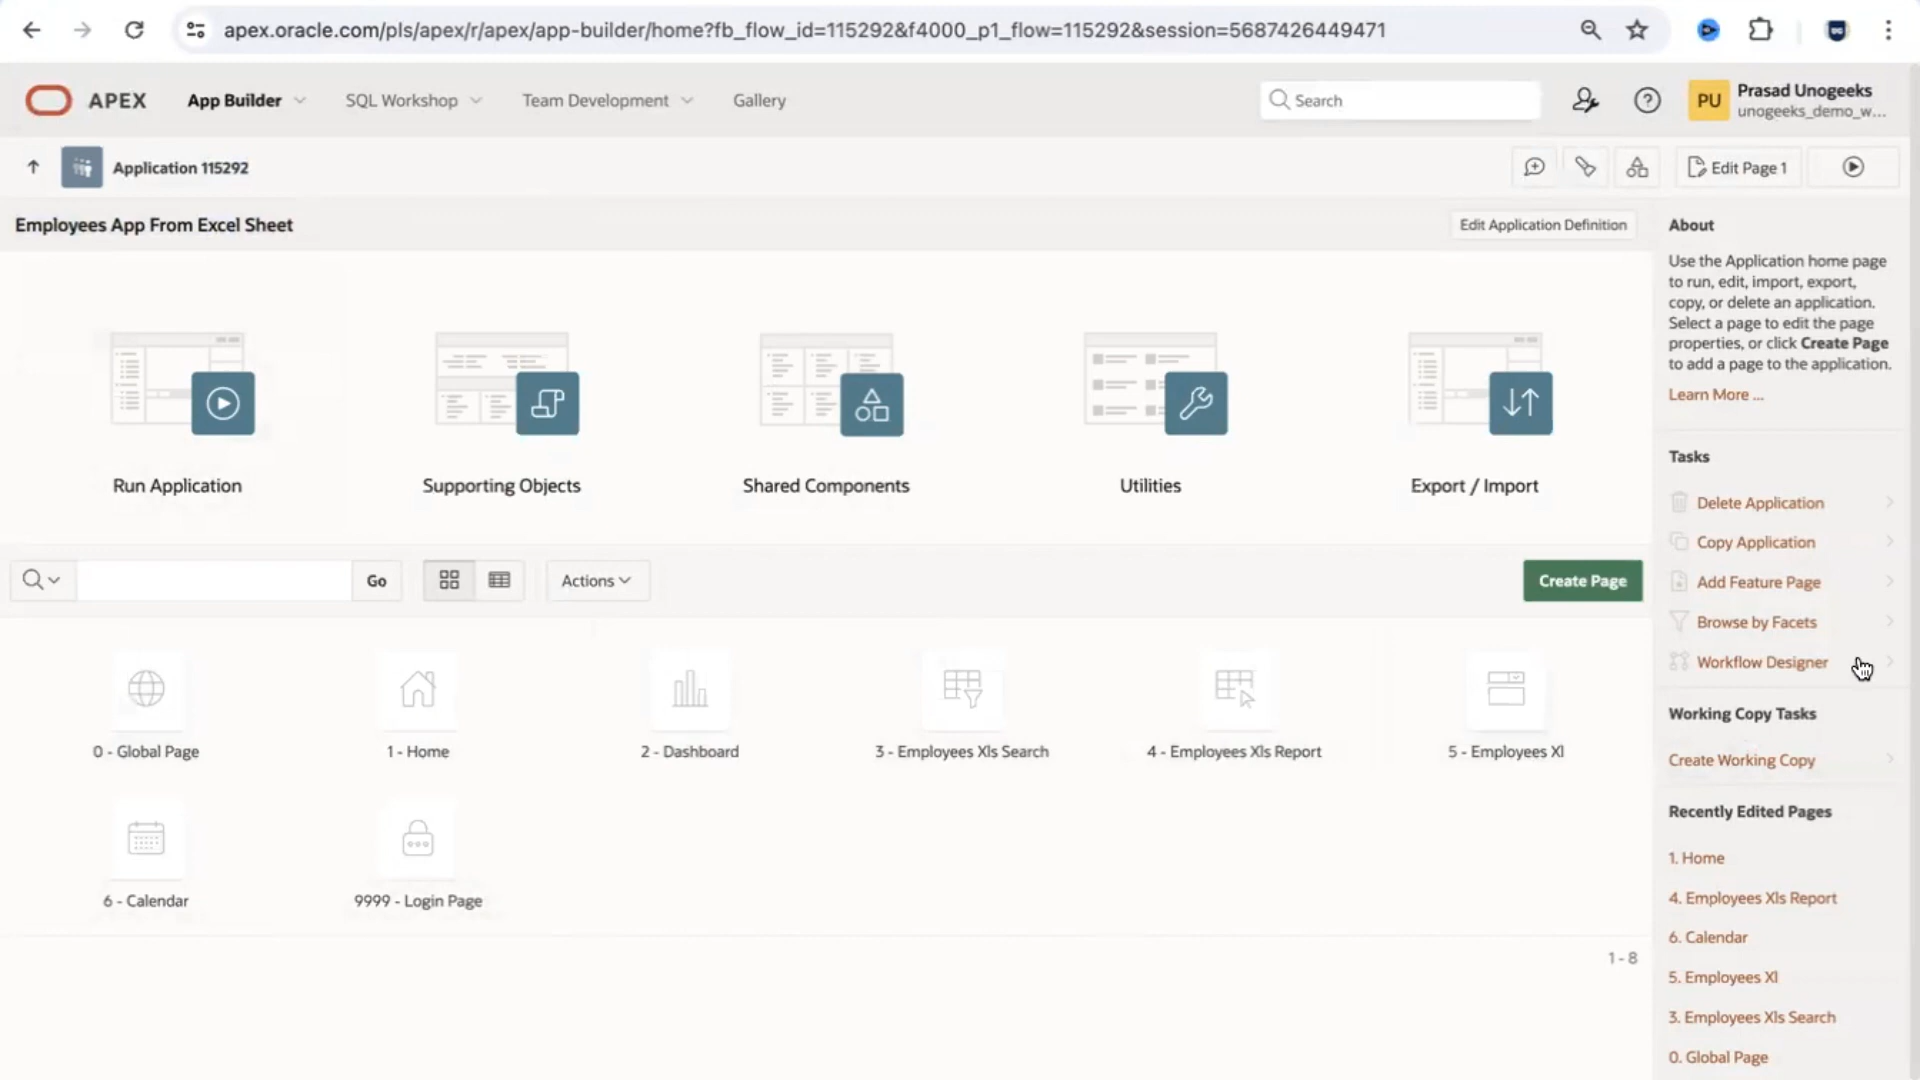 apex.oracle.com/pls/apex/r/apex/app-builder/home?fb_flow_id=115292&f4000_p1_flow=115292&session=5687426449471
APEX App Builder SQL Workshop Team Development Gallery Search PU Prasad Unogeeks
unogeeks_demo_w...
Application 115292 Edit Page 1
Employees App From Excel Sheet Edit Application Definition
Run Application Supporting Objects Shared Components Utilities Export / Import
Go Actions Create Page
0 - Global Page 1 - Home 2 - Dashboard 3 - Employees Xls Search 4 - Employees Xls Report 5 - Employees Xl
6 - Calendar 9999 - Login Page
1 - 8
About
Use the Application home page
to run, edit, import, export,
copy, or delete an application.
Select a page to edit the page
properties, or click Create Page
to add a page to the application.
Learn More ...
Tasks
Delete Application
Copy Application
Add Feature Page
Browse by Facets
Workflow Designer
Working Copy Tasks
Create Working Copy
Recently Edited Pages
1. Home
4. Employees Xls Report
6. Calendar
5. Employees Xl
3. Employees Xls Search
0. Global Page